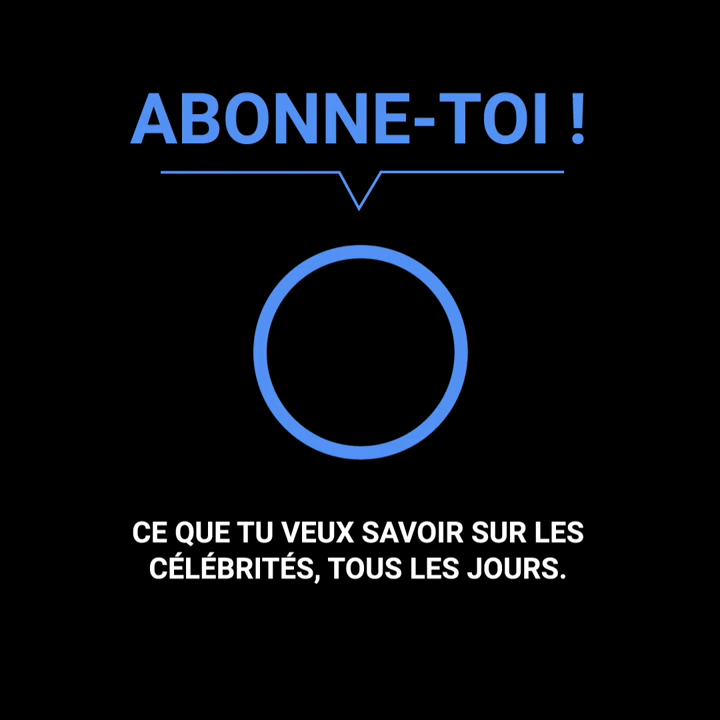 ABONNE-TOI !
CE QUE TU VEUX SAVOIR SUR LES
CÉLÉBRITÉS, TOUS LES JOURS.